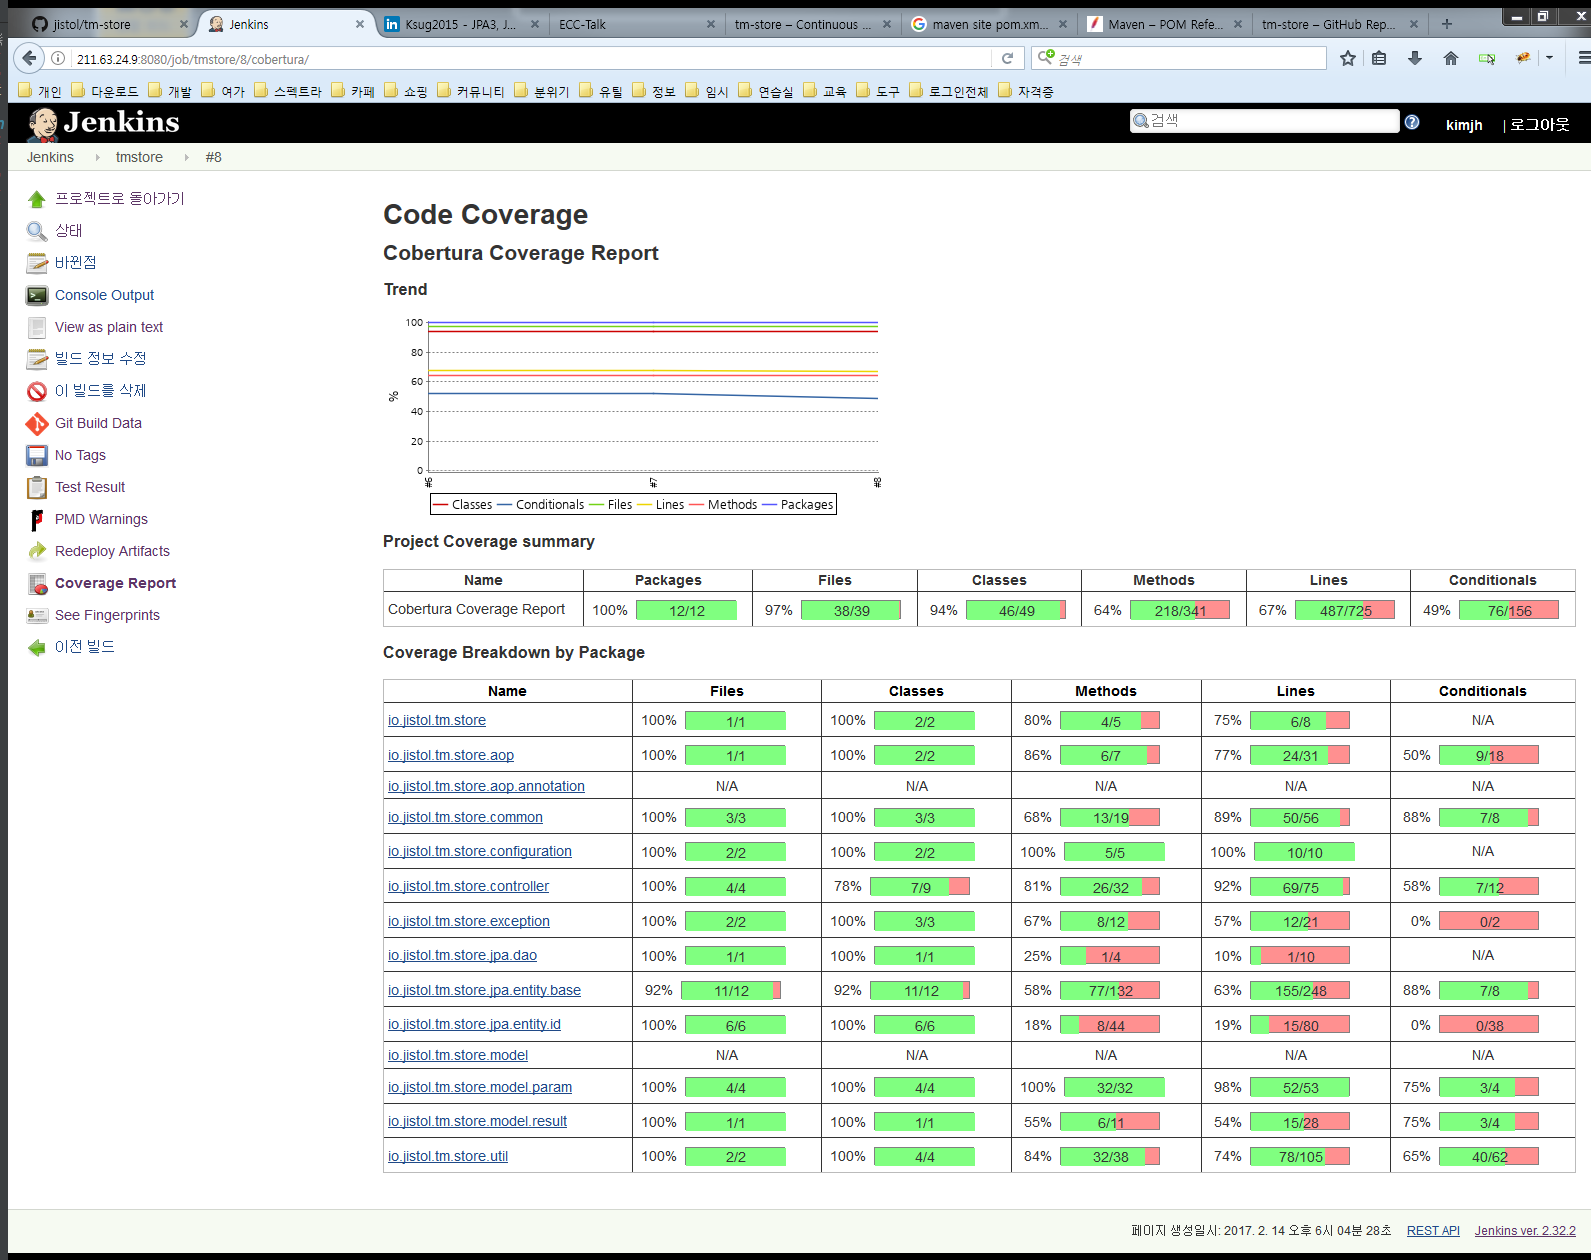 jistol/tm-store
Jenkins
Ksug2015 - JPA3, J...
ECC-Talk
tm-store – Continuous ...
maven site pom.xm...
Maven – POM Refe...
tm-store – GitHub Rep...
211.63.24.9:8080/job/tmstore/8/cobertura/
검색
개인 다운로드 개발 여가 스펙트라 카페 쇼핑 커뮤니티 분위기 유틸 정보 임시 연습실 교육 도구 로그인전체 자격증
Jenkins
검색
kimjh | 로그아웃
Jenkins tmstore #8
프로젝트로 돌아가기
상태
바뀐점
Console Output
View as plain text
빌드 정보 수정
이 빌드를 삭제
Git Build Data
No Tags
Test Result
PMD Warnings
Redeploy Artifacts
Coverage Report
See Fingerprints
이전 빌드
Code Coverage
Cobertura Coverage Report
Trend
100
80
60
40
20
0
%
#6 #7 #8
Classes Conditionals Files Lines Methods Packages
Project Coverage summary
Name Packages Files Classes Methods Lines Conditionals
Cobertura Coverage Report 100% 12/12 97% 38/39 94% 46/49 64% 218/341 67% 487/725 49% 76/156
Coverage Breakdown by Package
Name Files Classes Methods Lines Conditionals
io.jistol.tm.store 100% 1/1 100% 2/2 80% 4/5 75% 6/8 N/A
io.jistol.tm.store.aop 100% 1/1 100% 2/2 86% 6/7 77% 24/31 50% 9/18
io.jistol.tm.store.aop.annotation N/A N/A N/A N/A N/A
io.jistol.tm.store.common 100% 3/3 100% 3/3 68% 13/19 89% 50/56 88% 7/8
io.jistol.tm.store.configuration 100% 2/2 100% 2/2 100% 5/5 100% 10/10 N/A
io.jistol.tm.store.controller 100% 4/4 78% 7/9 81% 26/32 92% 69/75 58% 7/12
io.jistol.tm.store.exception 100% 2/2 100% 3/3 67% 8/12 57% 12/21 0% 0/2
io.jistol.tm.store.jpa.dao 100% 1/1 100% 1/1 25% 1/4 10% 1/10 N/A
io.jistol.tm.store.jpa.entity.base 92% 11/12 92% 11/12 58% 77/132 63% 155/248 88% 7/8
io.jistol.tm.store.jpa.entity.id 100% 6/6 100% 6/6 18% 8/44 19% 15/80 0% 0/38
io.jistol.tm.store.model N/A N/A N/A N/A N/A
io.jistol.tm.store.model.param 100% 4/4 100% 4/4 100% 32/32 98% 52/53 75% 3/4
io.jistol.tm.store.model.result 100% 1/1 100% 1/1 55% 6/11 54% 15/28 75% 3/4
io.jistol.tm.store.util 100% 2/2 100% 4/4 84% 32/38 74% 78/105 65% 40/62
페이지 생성일시: 2017. 2. 14 오후 6시 04분 28초 REST API Jenkins ver. 2.32.2